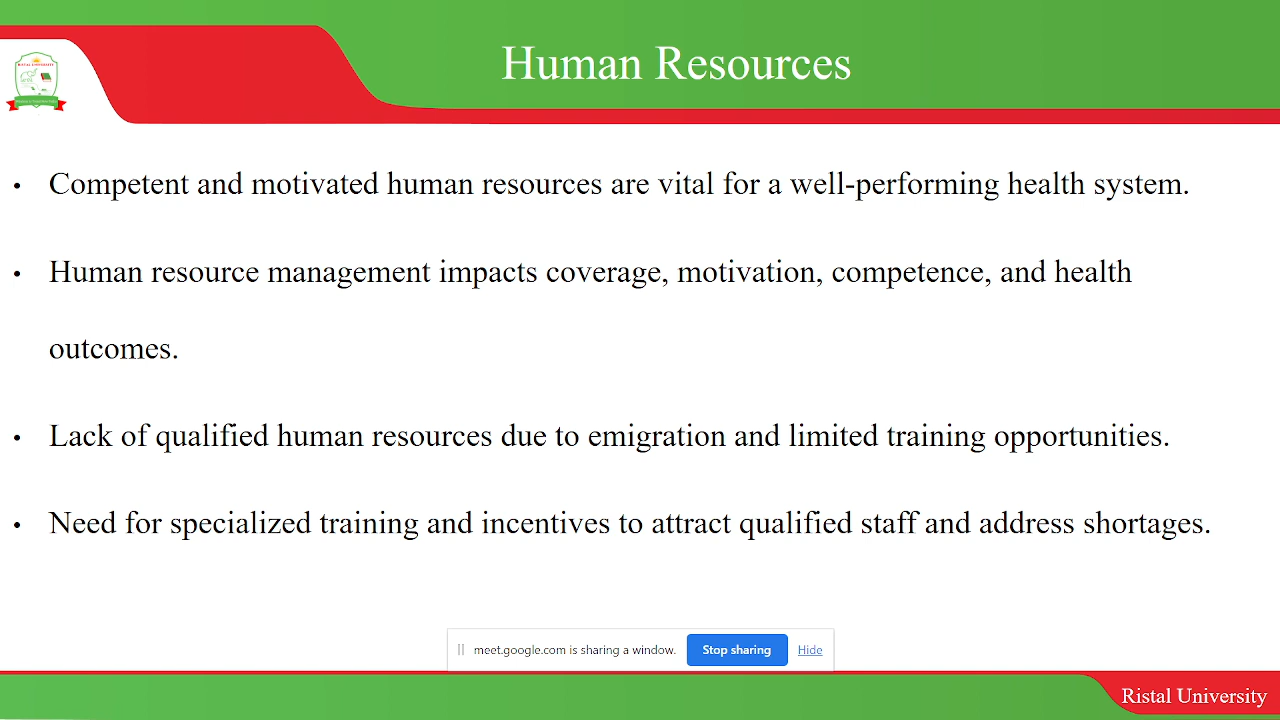 Human Resources
RISTAL UNIVERSITY
• Competent and motivated human resources are vital for a well-performing health system.
• Human resource management impacts coverage, motivation, competence, and health
outcomes.
• Lack of qualified human resources due to emigration and limited training opportunities.
• Need for specialized training and incentives to attract qualified staff and address shortages.
meet.google.com is sharing a window. Stop sharing Hide
Ristal University